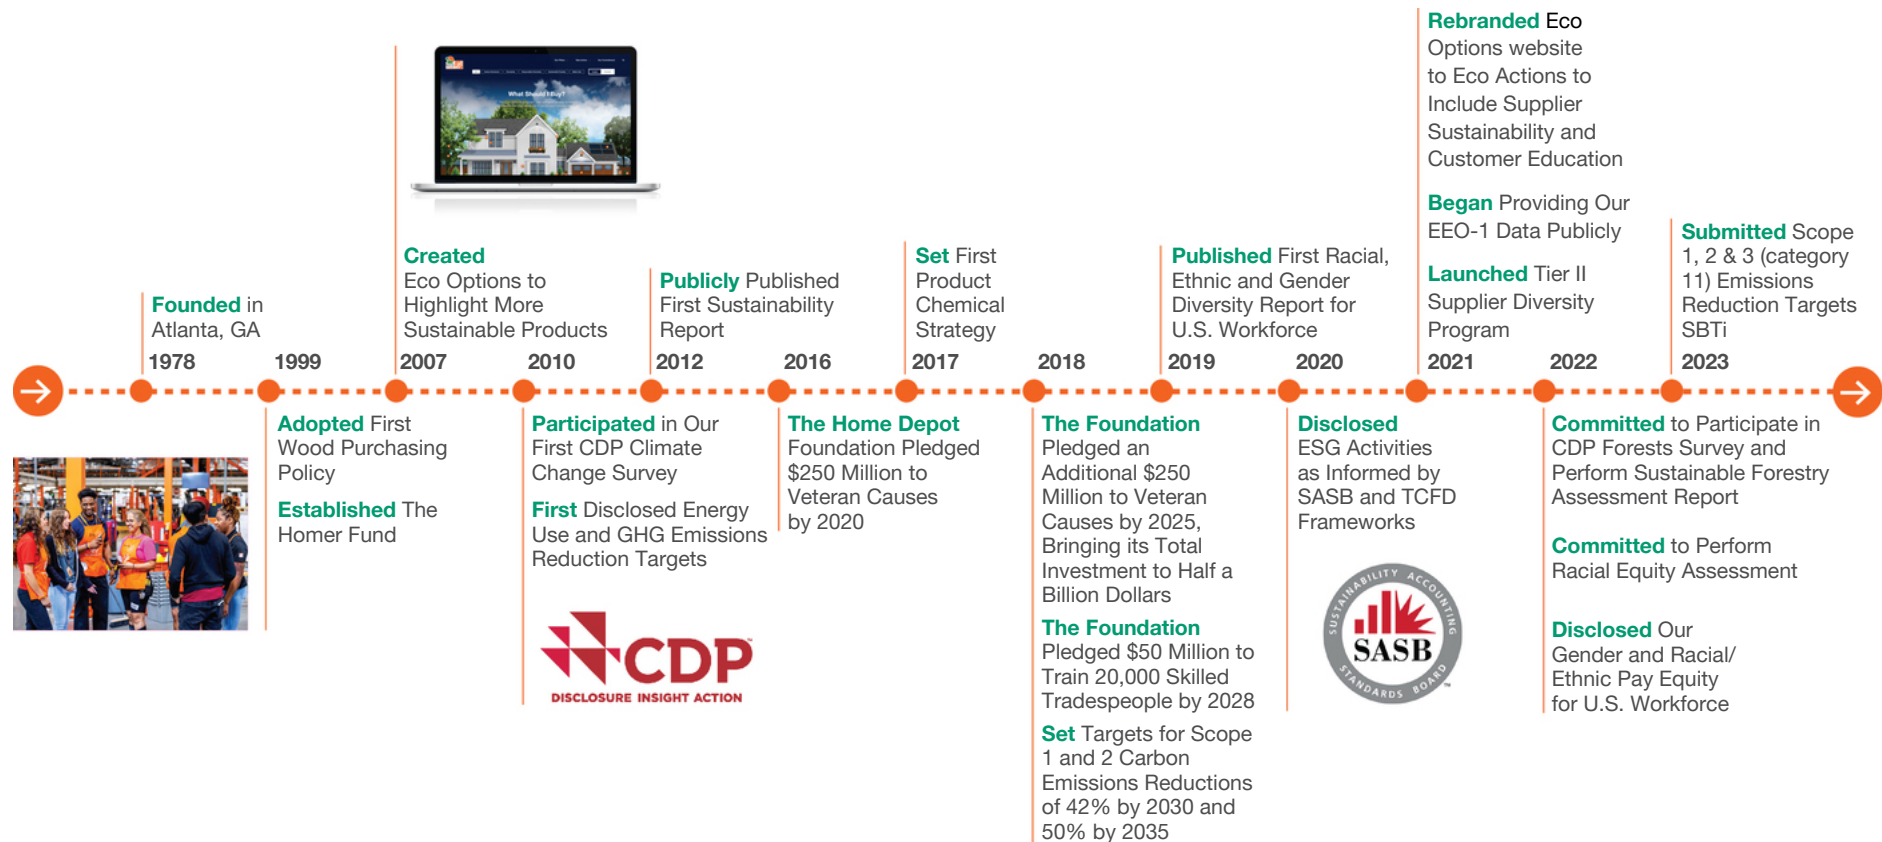 Founded in
Atlanta, GA
1978
1999
Adopted First
Wood Purchasing
Policy
Established The
Homer Fund
What Should I Buy?
Created
Eco Options to
Highlight More
Sustainable Products
2007
2010
Participated in Our
First CDP Climate
Change Survey
First Disclosed Energy
Use and GHG Emissions
Reduction Targets
CDP
DISCLOSURE INSIGHT ACTION
Publicly Published
First Sustainability
Report
2012
2016
The Home Depot
Foundation Pledged
$250 Million to
Veteran Causes
by 2020
Set First
Product
Chemical
Strategy
2017
2018
The Foundation
Pledged an
Additional $250
Million to Veteran
Causes by 2025,
Bringing its Total
Investment to Half a
Billion Dollars
The Foundation
Pledged $50 Million to
Train 20,000 Skilled
Tradespeople by 2028
Set Targets for Scope
1 and 2 Carbon
Emissions Reductions
of 42% by 2030 and
50% by 2035
Published First Racial,
Ethnic and Gender
Diversity Report for
U.S. Workforce
2019
2020
Disclosed
ESG Activities
as Informed by
SASB and TCFD
Frameworks
SUSTAINABILITY ACCOUNTING
SASB
STANDARDS BOARD
TM
Rebranded Eco
Options website
to Eco Actions to
Include Supplier
Sustainability and
Customer Education
Began Providing Our
EEO-1 Data Publicly
Launched Tier II
Supplier Diversity
Program
2021
2022
Committed to Participate in
CDP Forests Survey and
Perform Sustainable Forestry
Assessment Report
Committed to Perform
Racial Equity Assessment
Disclosed Our
Gender and Racial/
Ethnic Pay Equity
for U.S. Workforce
Submitted Scope
1, 2 & 3 (category
11) Emissions
Reduction Targets
SBTi
2023